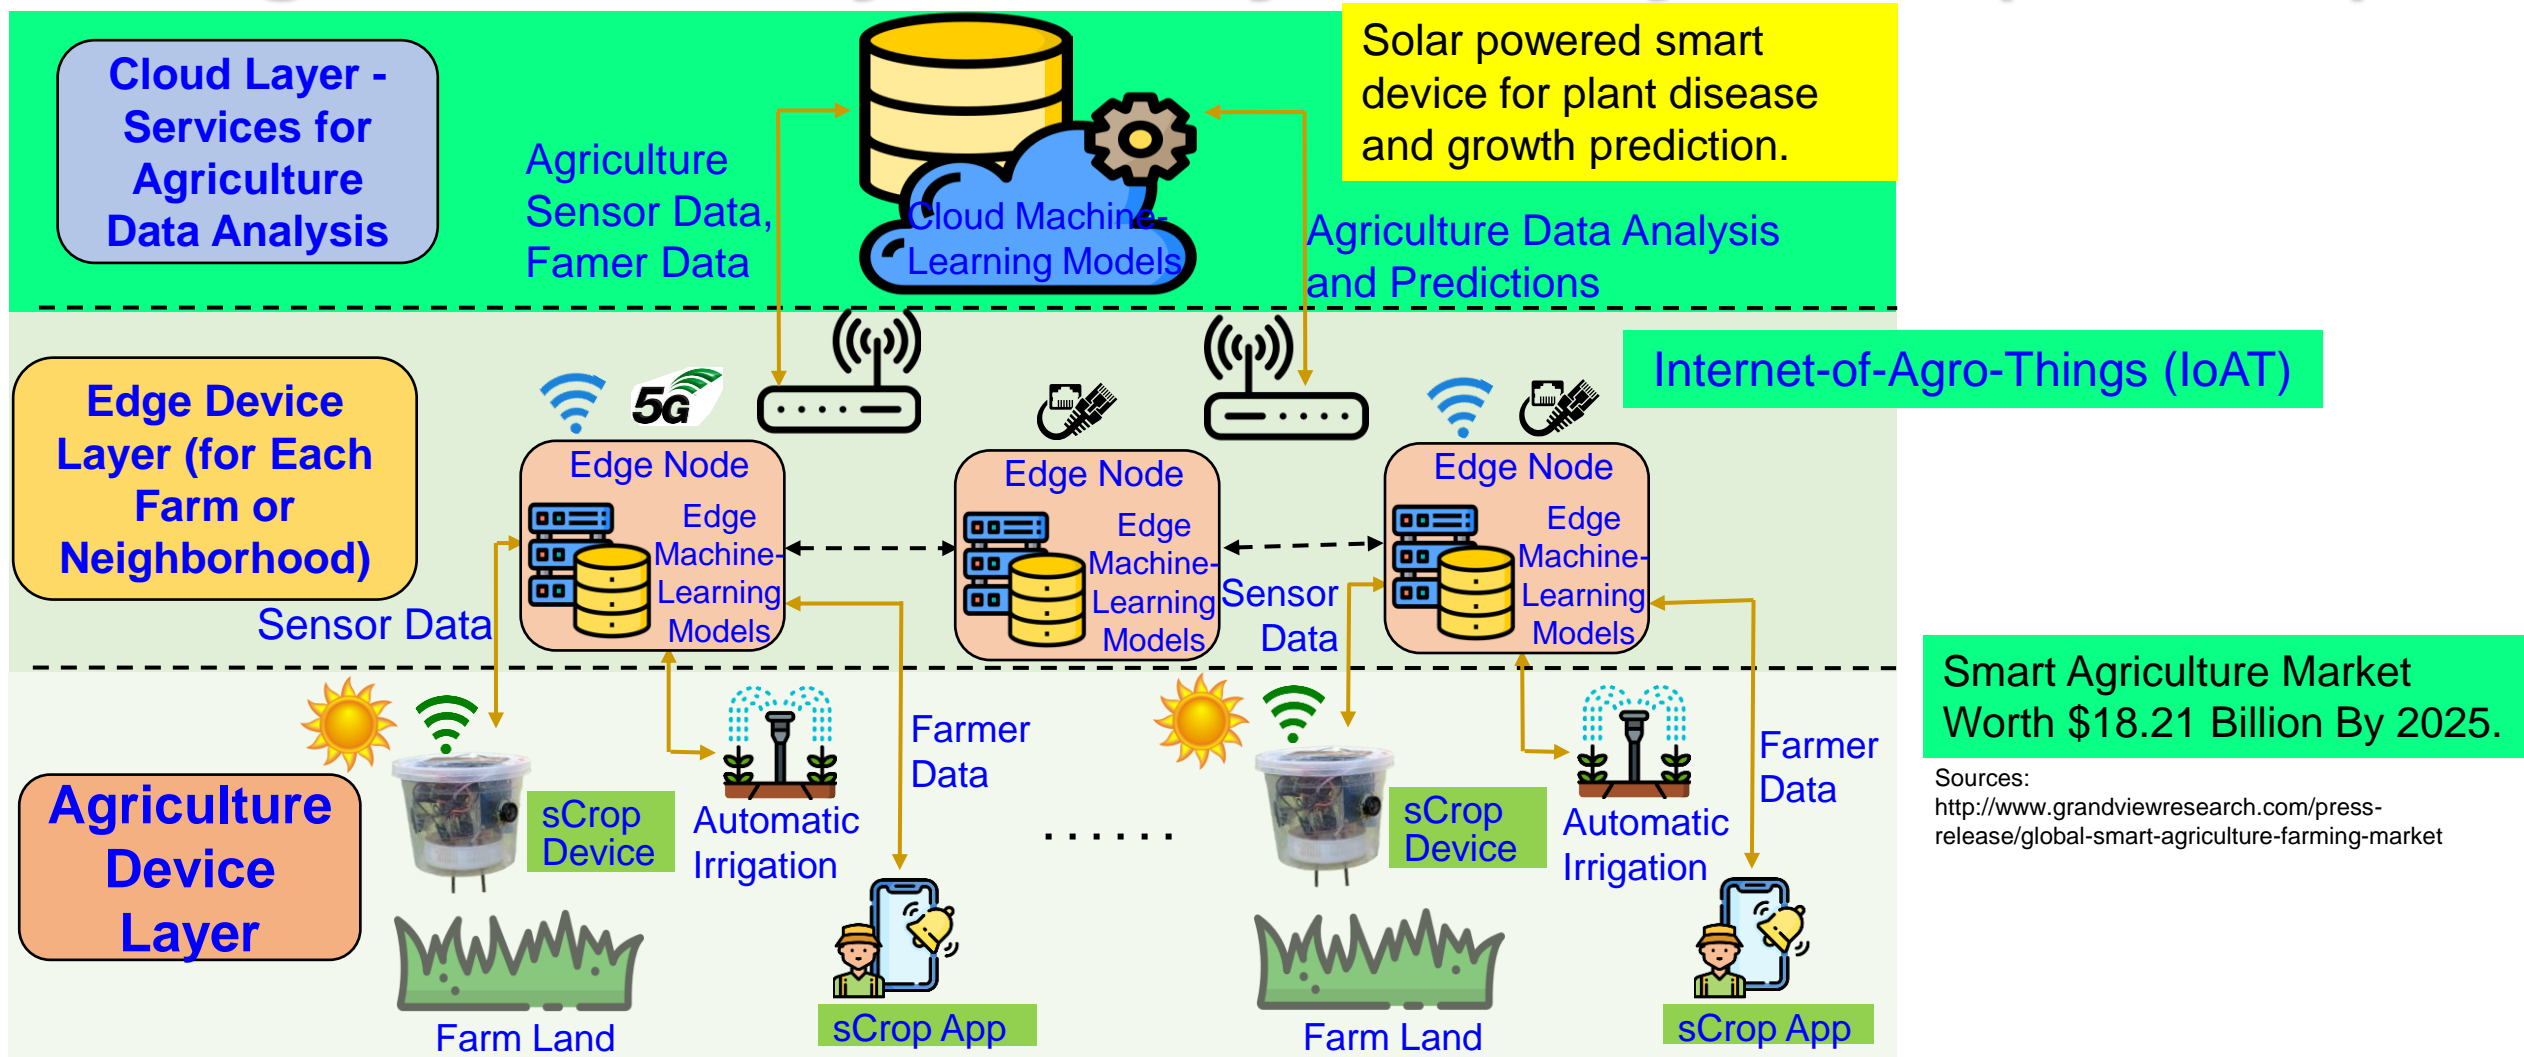 Cloud Layer -
Services for
Agriculture
Data Analysis
Agriculture
Sensor Data,
Famer Data
Cloud Machine-
Learning Models
Solar powered smart
device for plant disease
and growth prediction.
Agriculture Data Analysis
and Predictions
Internet-of-Agro-Things (IoAT)
Edge Device
Layer (for Each
Farm or
Neighborhood)
5G
Edge Node
Edge
Machine-
Learning
Models
Edge Node
Edge
Machine-
Learning
Models
Edge Node
Edge
Machine-
Learning
Models
Sensor Data
Sensor
Data
Smart Agriculture Market
Worth $18.21 Billion By 2025.
Sources:
http://www.grandviewresearch.com/press-
release/global-smart-agriculture-farming-market
Agriculture
Device
Layer
sCrop
Device
Automatic
Irrigation
Farmer
Data
......
sCrop
Device
Automatic
Irrigation
Farmer
Data
Farm Land
sCrop App
Farm Land
sCrop App